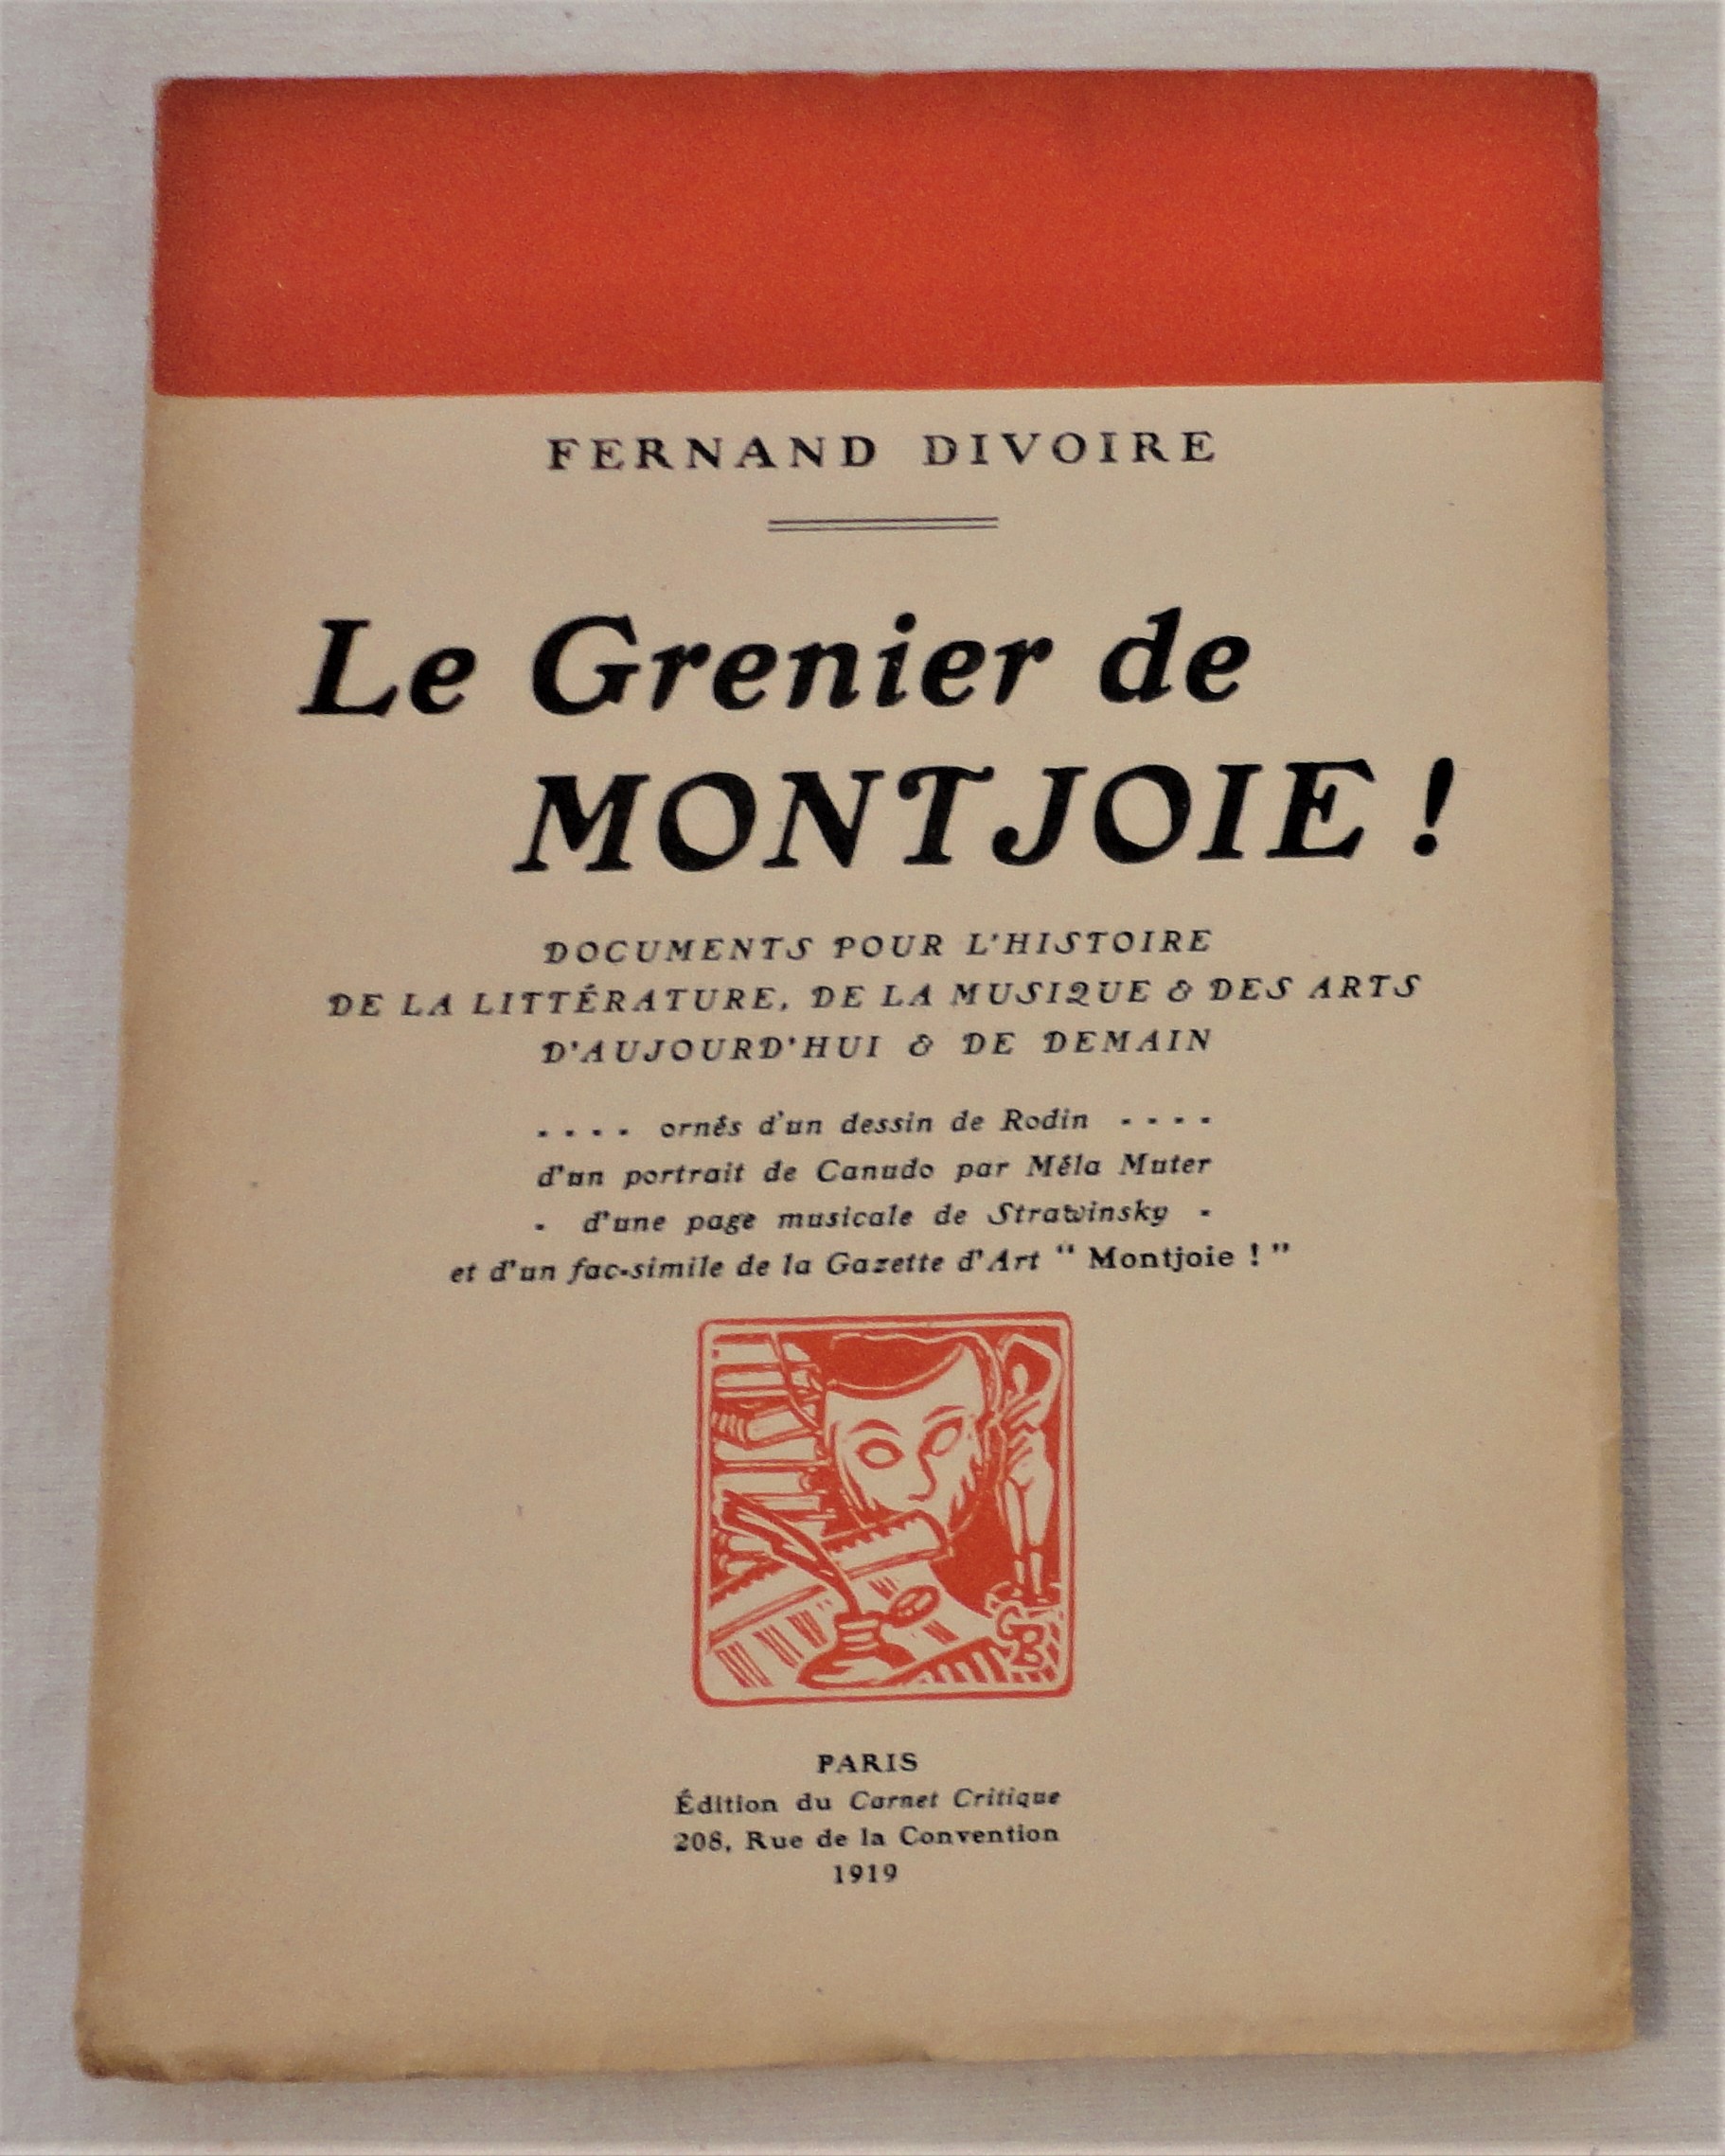 FERNAND DIVOIRE
Le Grenier de
MONTJOIE !
DOCUMENTS POUR L'HISTOIRE
DE LA LITTÉRATURE, DE LA MUSIQUE & DES ARTS
D'AUJOURD'HUI & DE DEMAIN
- - - - ornés d'un dessin de Rodin - - - -
d'un portrait de Canudo par Méla Muter
- d'une page musicale de Strawinsky -
et d'un fac-simile de la Gazette d'Art “ Montjoie ! ”
GB
PARIS
Édition du Carnet Critique
208, Rue de la Convention
1919